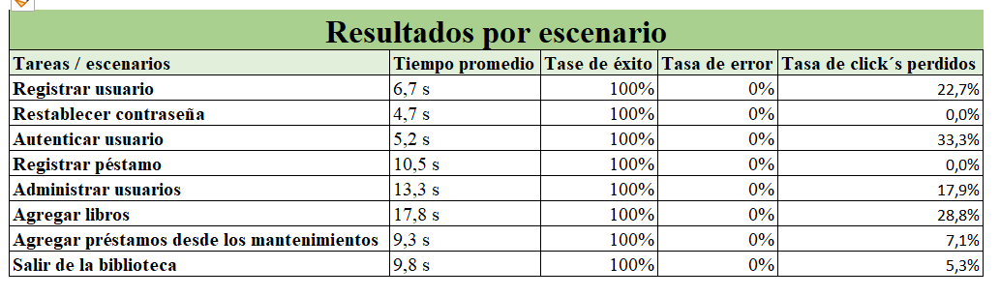 Resultados por escenario
Tareas / escenarios Tiempo promedio Tase de éxito Tasa de error Tasa de click´s perdidos
Registrar usuario 6,7 s 100% 0% 22,7%
Restablecer contraseña 4,7 s 100% 0% 0,0%
Autenticar usuario 5,2 s 100% 0% 33,3%
Registrar péstamo 10,5 s 100% 0% 0,0%
Administrar usuarios 13,3 s 100% 0% 17,9%
Agregar libros 17,8 s 100% 0% 28,8%
Agregar préstamos desde los mantenimientos 9,3 s 100% 0% 7,1%
Salir de la biblioteca 9,8 s 100% 0% 5,3%